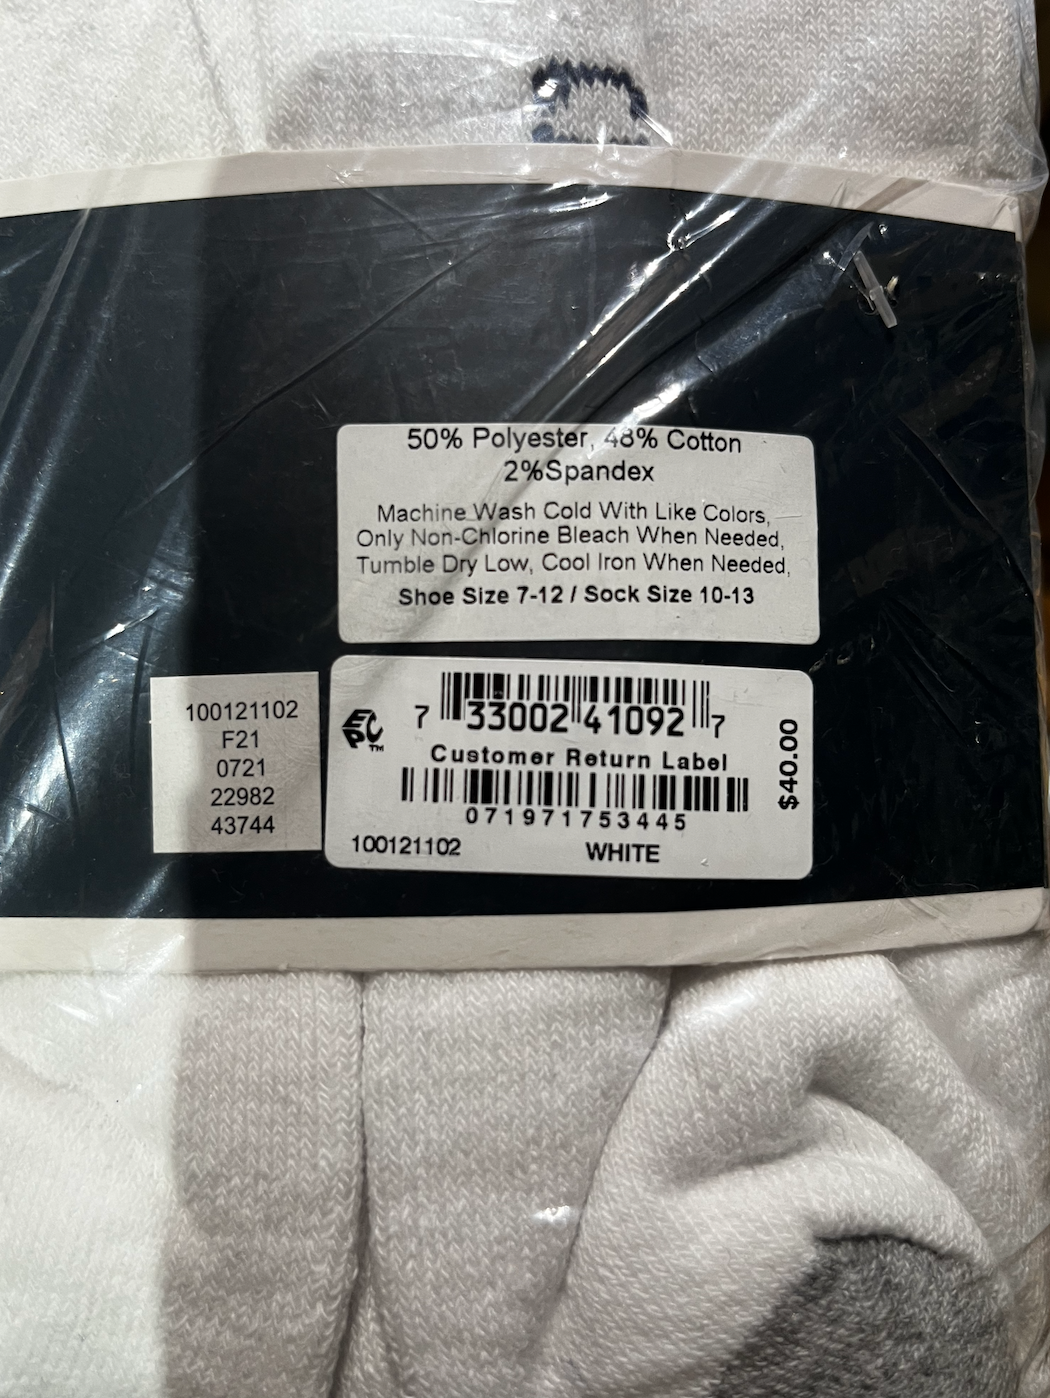 50% Polyester, 48% Cotton
2%Spandex
Machine Wash Cold With Like Colors,
Only Non-Chlorine Bleach When Needed,
Tumble Dry Low, Cool Iron When Needed,
Shoe Size 7-12 / Sock Size 10-13
100121102
F21
0721
22982
43744
EPC™
7 33002 41092 7
Customer Return Label
071971753445
100121102 WHITE
$40.00